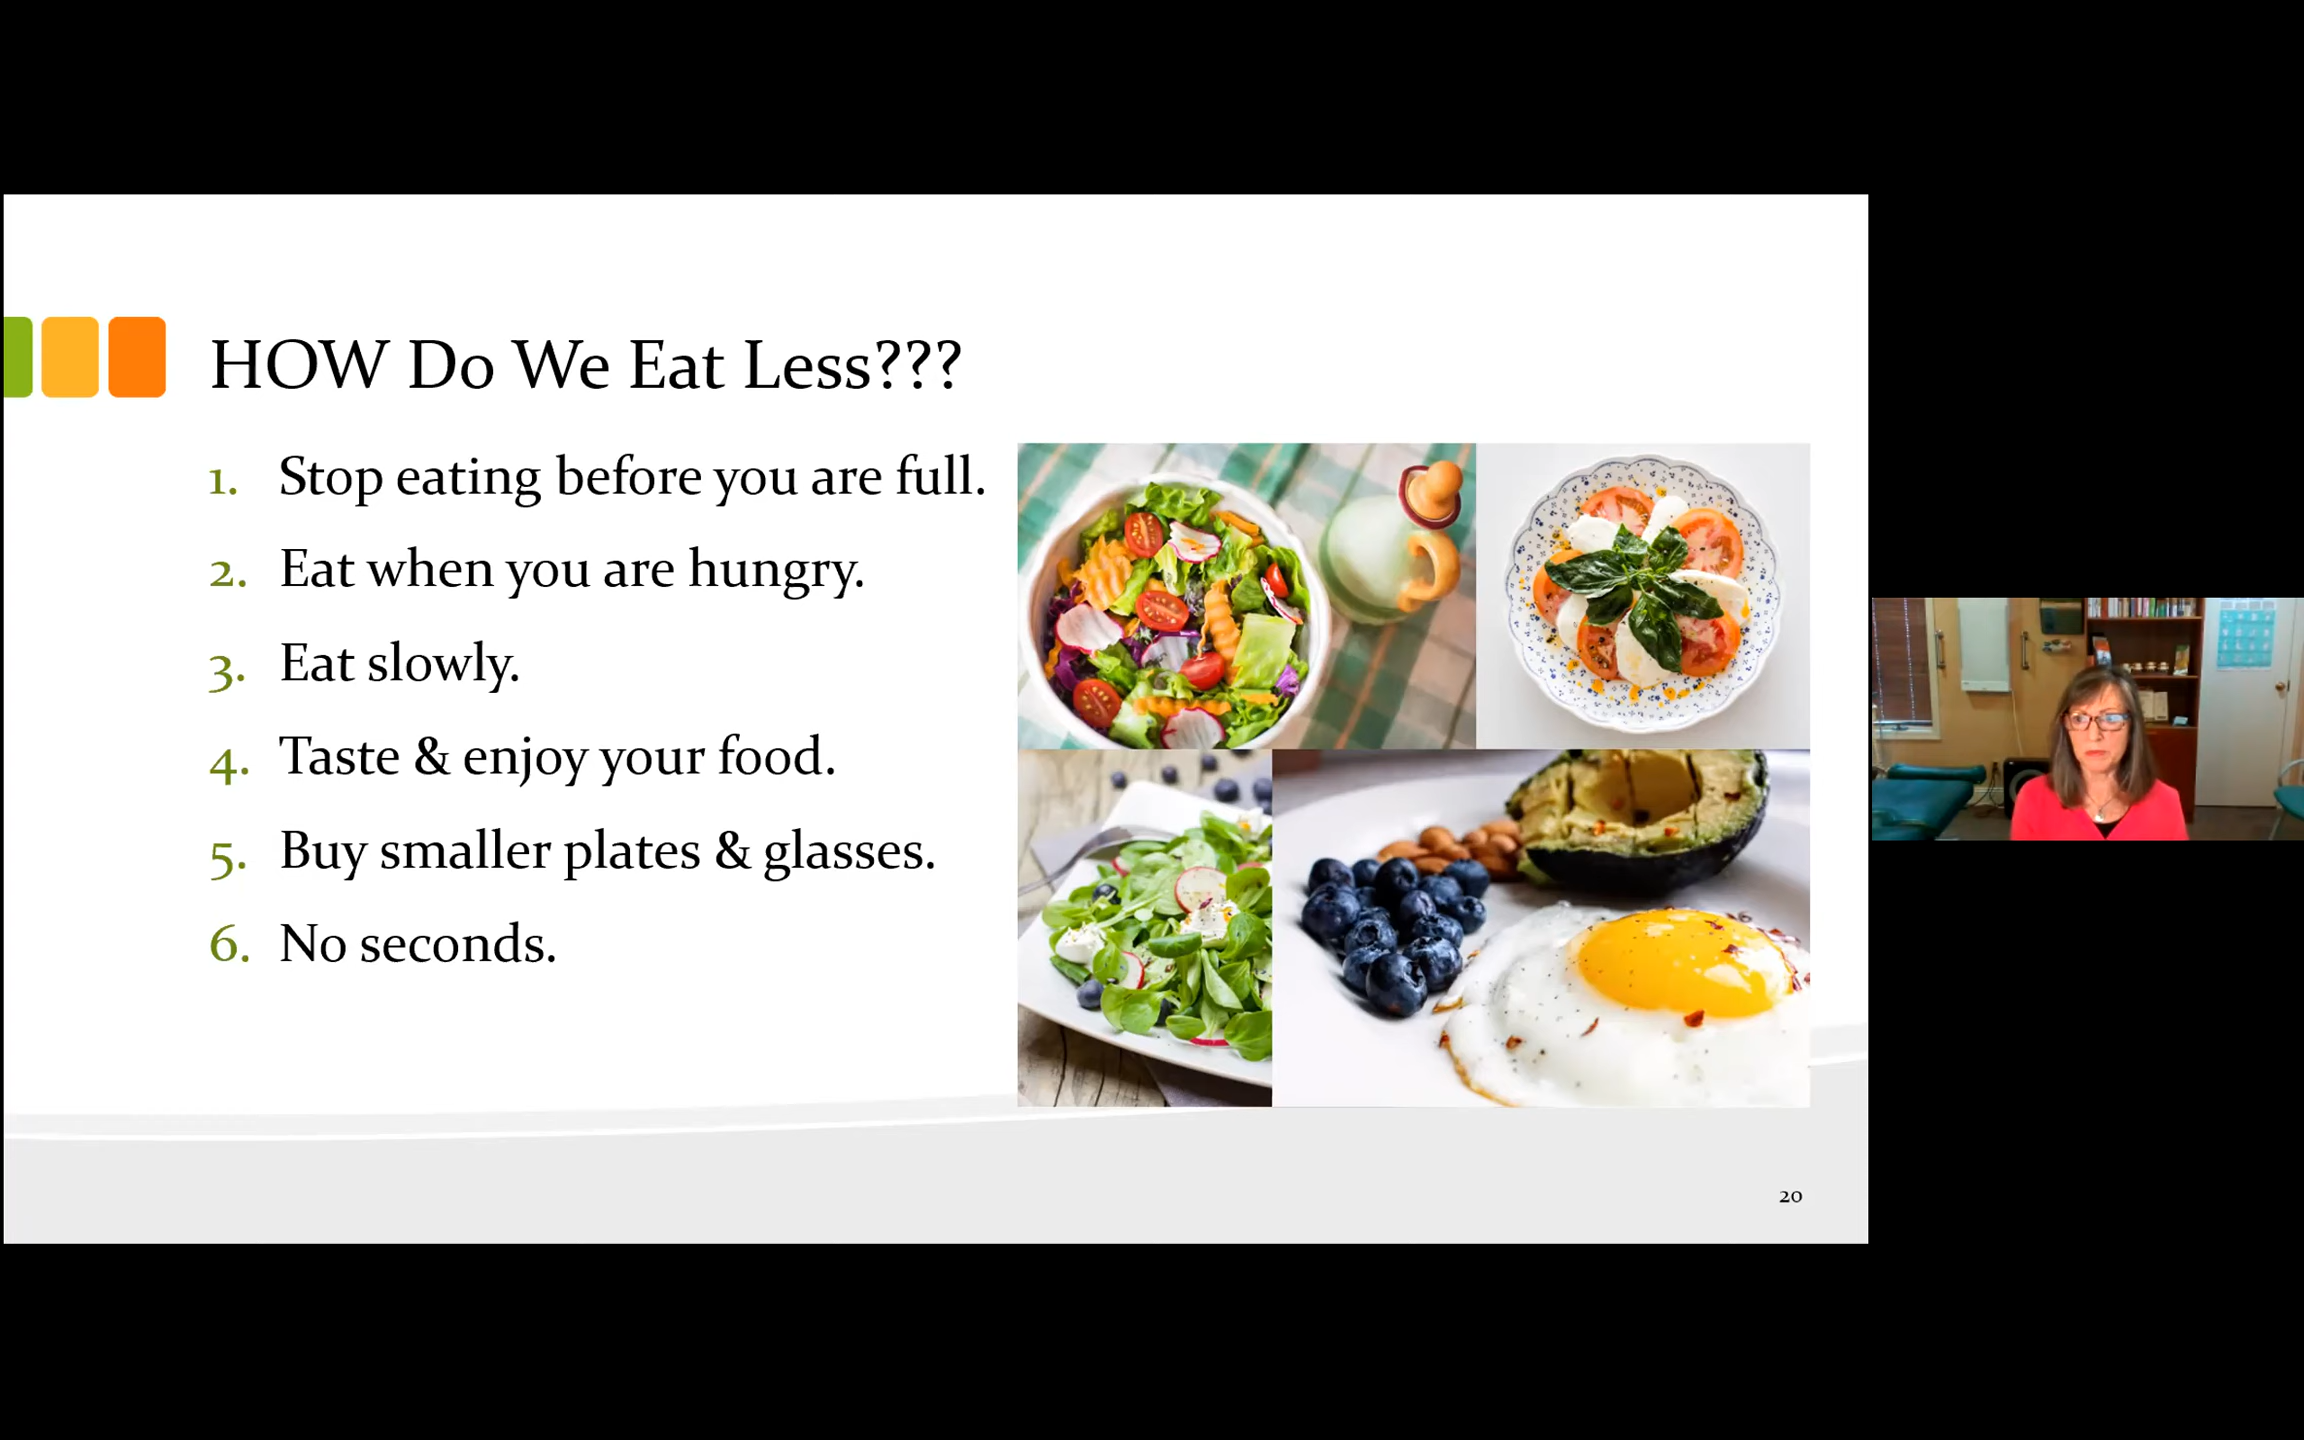 HOW Do We Eat Less???
1. Stop eating before you are full.
2. Eat when you are hungry.
3. Eat slowly.
4. Taste & enjoy your food.
5. Buy smaller plates & glasses.
6. No seconds.
20